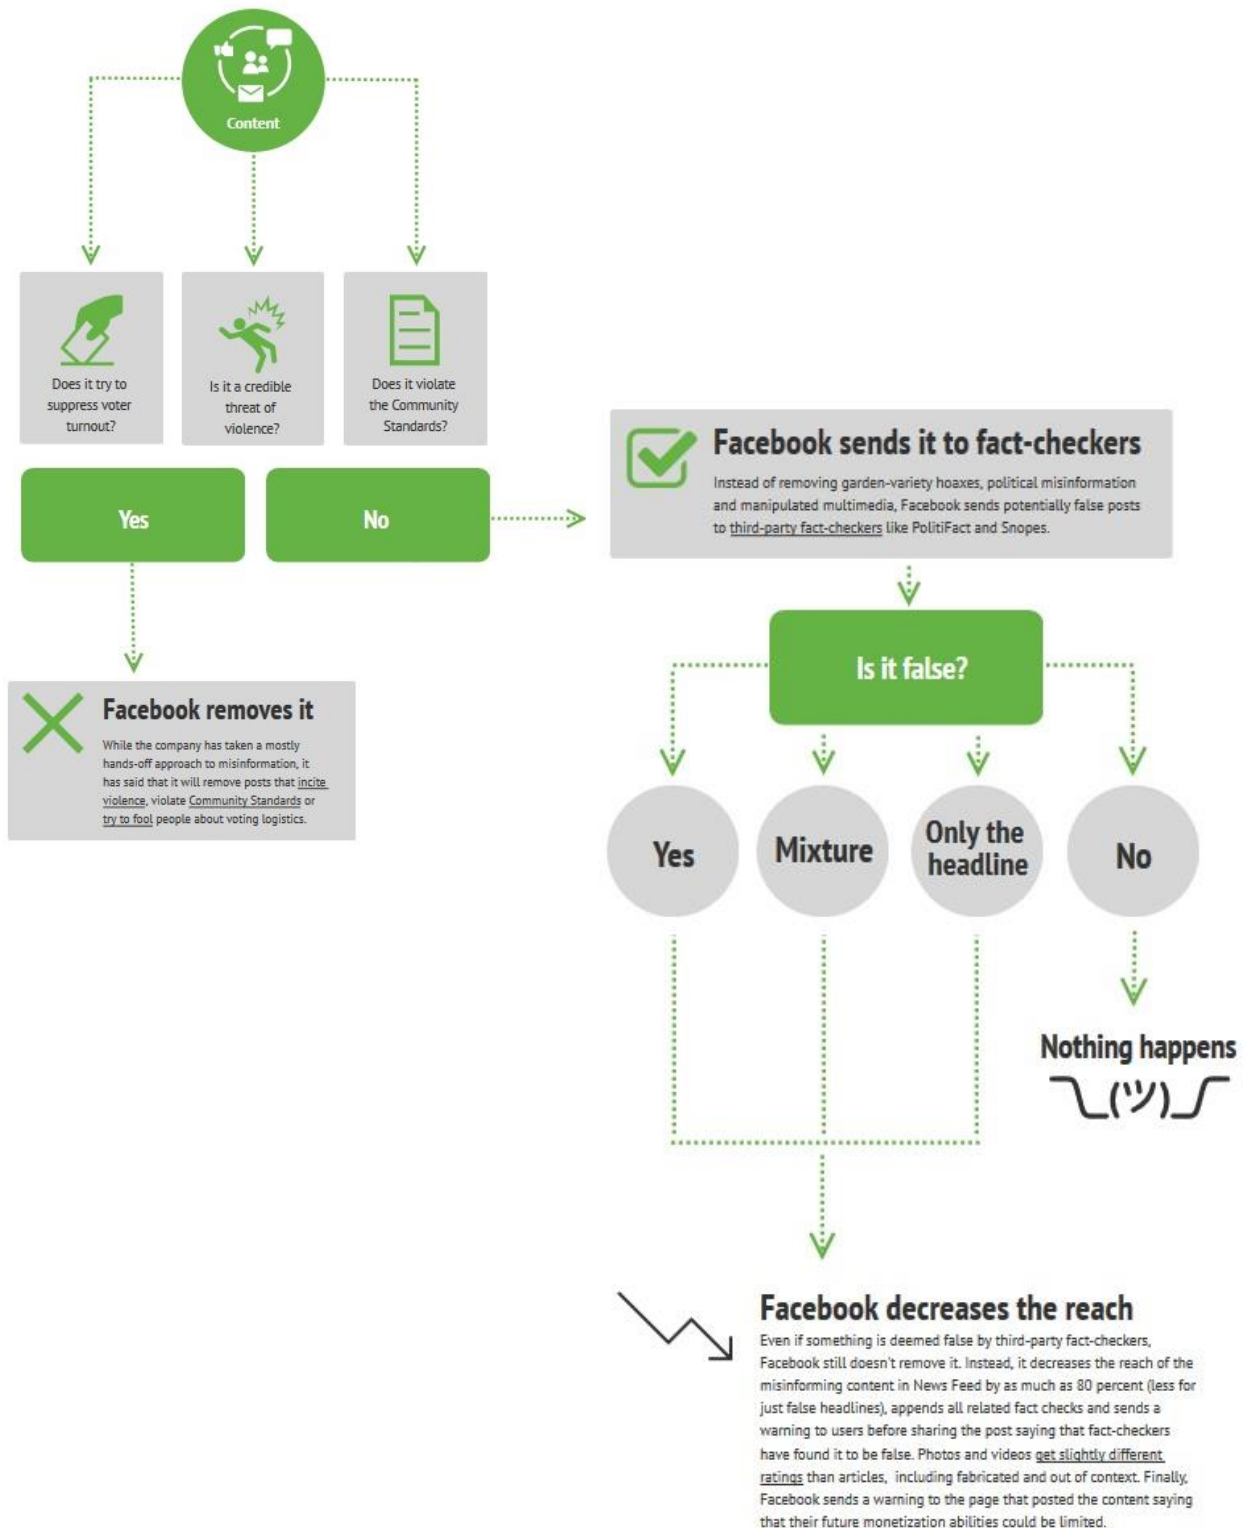 Content
Does it try to
suppress voter
turnout?
Is it a credible
threat of
violence?
Does it violate
the Community
Standards?
Yes
No
Facebook removes it
While the company has taken a mostly
hands-off approach to misinformation, it
has said that it will remove posts that incite
violence, violate Community Standards or
try to fool people about voting logistics.
Facebook sends it to fact-checkers
Instead of removing garden-variety hoaxes, political misinformation
and manipulated multimedia, Facebook sends potentially false posts
to third-party fact-checkers like PolitiFact and Snopes.
Is it false?
Yes
Mixture
Only the
headline
No
Nothing happens
¯\_(ツ)_/¯
Facebook decreases the reach
Even if something is deemed false by third-party fact-checkers,
Facebook still doesn't remove it. Instead, it decreases the reach of the
misinforming content in News Feed by as much as 80 percent (less for
just false headlines), appends all related fact checks and sends a
warning to users before sharing the post saying that fact-checkers
have found it to be false. Photos and videos get slightly different
ratings than articles, including fabricated and out of context. Finally,
Facebook sends a warning to the page that posted the content saying
that their future monetization abilities could be limited.